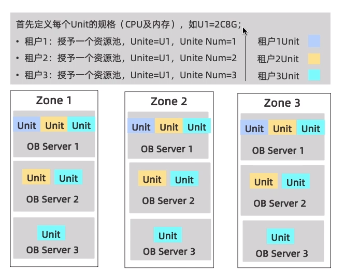 首先定义每个Unit的规格（CPU及内存），如U1=2C8G；
• 租户1：授予一个资源池，Unite=U1，Unite Num=1
租户1Unit
• 租户2：授予一个资源池，Unite=U1，Unite Num=2
租户2Unit
• 租户3：授予一个资源池，Unite=U1，Unite Num=3
租户3Unit
Zone 1
Unit Unit Unit
OB Server 1
Unit Unit
OB Server 2
Unit
OB Server 3
Zone 2
Unit Unit Unit
OB Server 1
Unit Unit
OB Server 2
Unit
OB Server 3
Zone 3
Unit Unit Unit
OB Server 1
Unit Unit
OB Server 2
Unit
OB Server 3